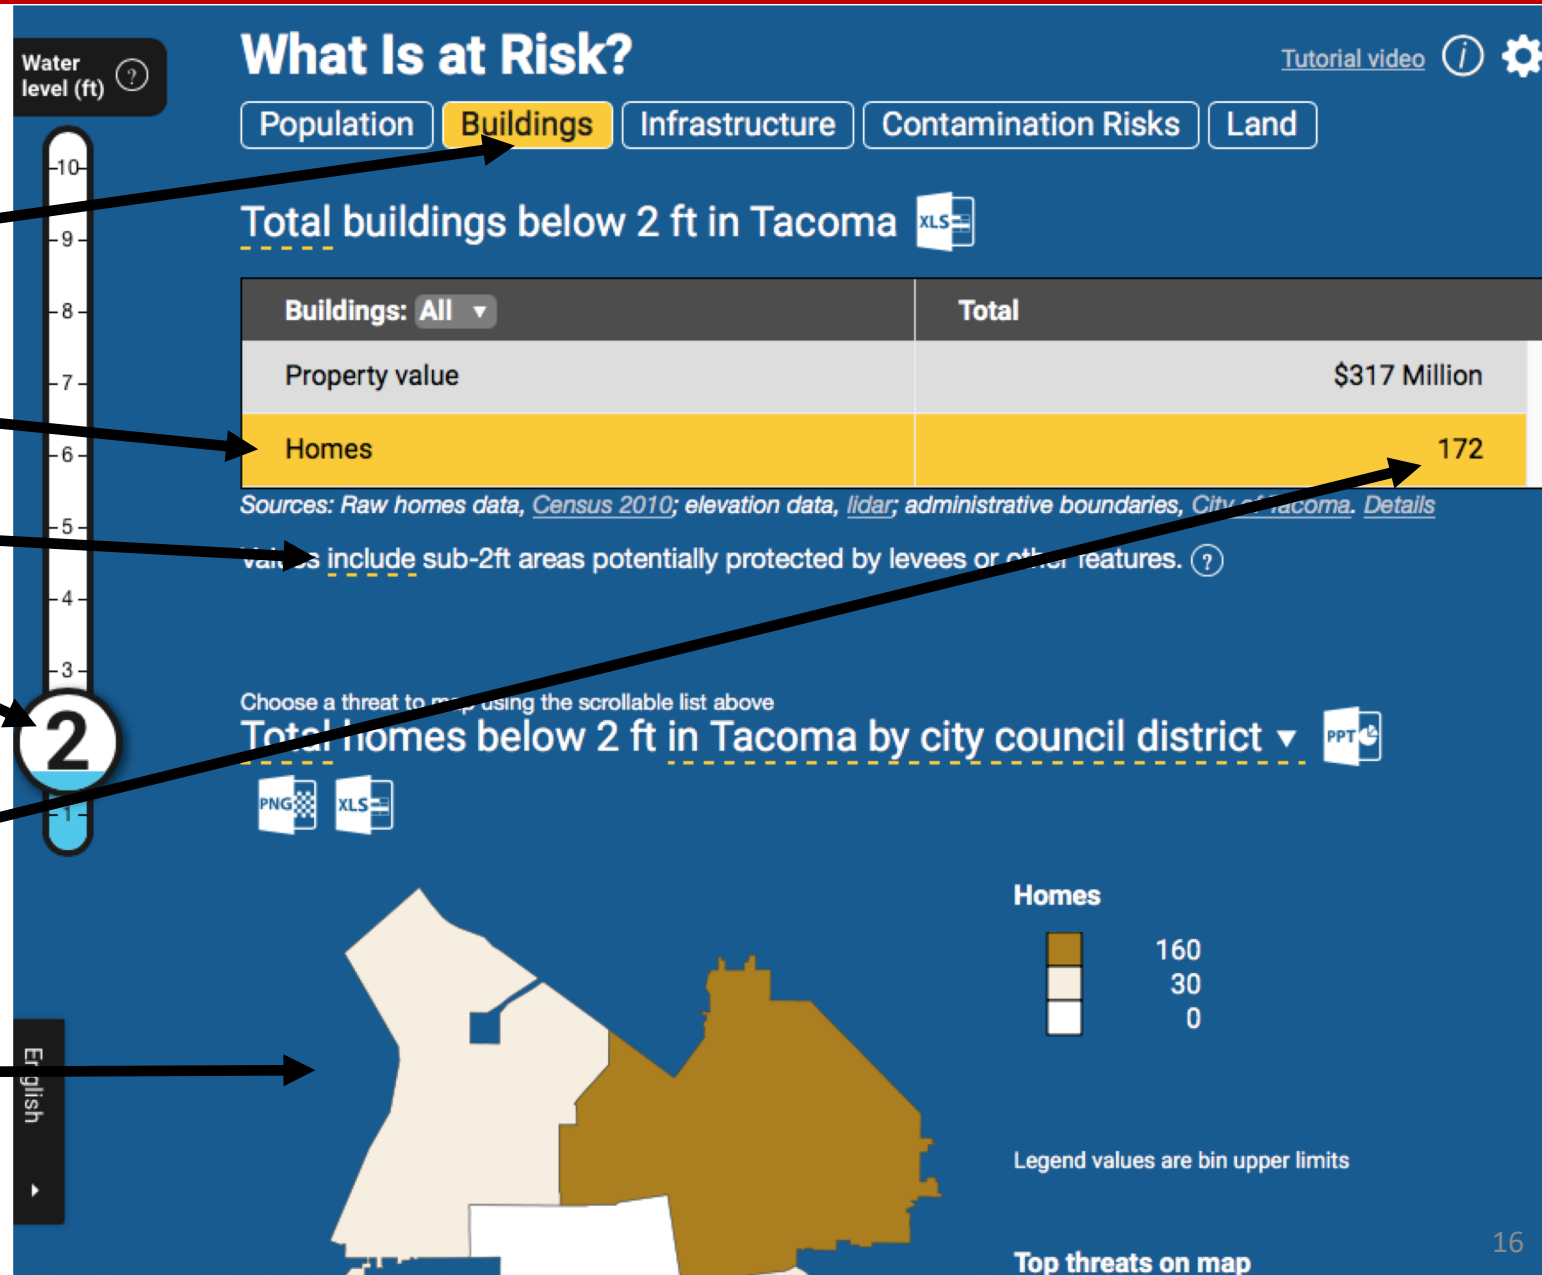 Water
level (ft) ?
What Is at Risk?
Tutorial video i
Population Buildings Infrastructure Contamination Risks Land
Total buildings below 2 ft in Tacoma XLS
Buildings: All ▼ Total
Property value $317 Million
Homes 172
Sources: Raw homes data, Census 2010; elevation data, lidar; administrative boundaries, City of Tacoma. Details
Values include sub-2ft areas potentially protected by levees or other features. ?
10
9
8
7
6
5
4
3
2
1
Choose a threat to map using the scrollable list above
Total homes below 2 ft in Tacoma by city council district ▼ PPT
PNG XLS
Homes
160
30
0
English
Legend values are bin upper limits
Top threats on map
16